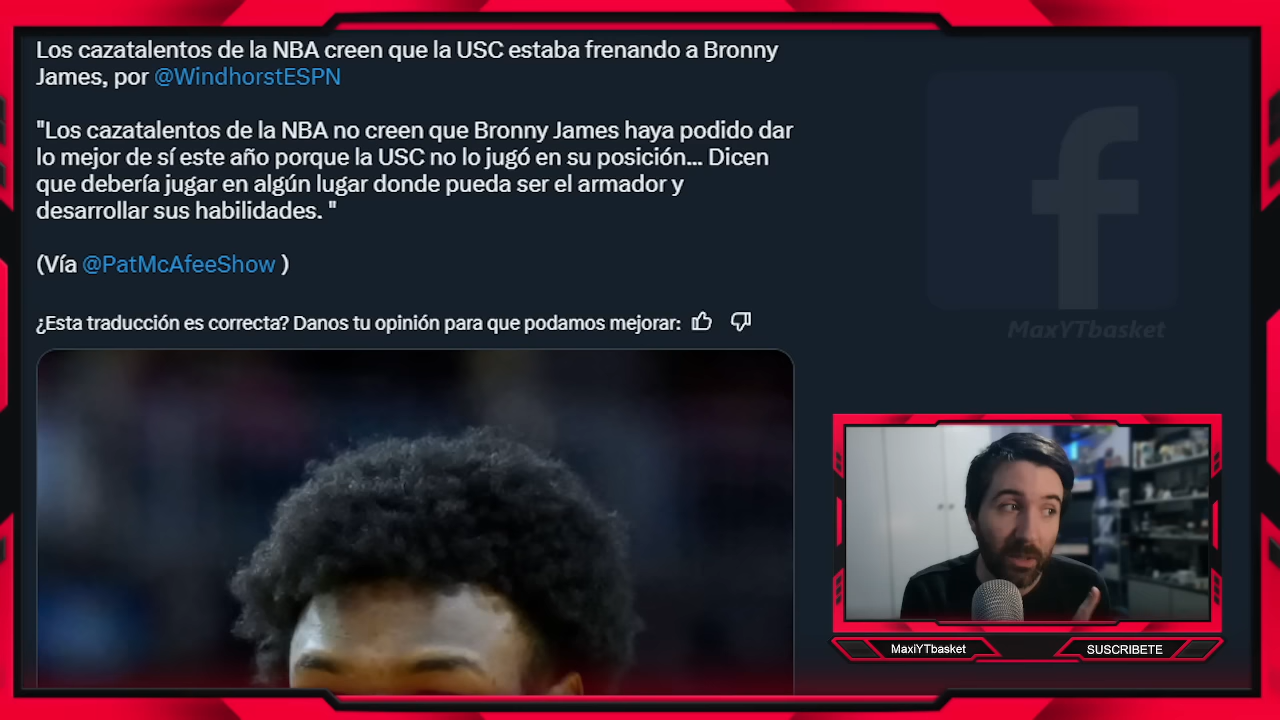 Los cazatalentos de la NBA creen que la USC estaba frenando a Bronny
James, por @WindhorstESPN
"Los cazatalentos de la NBA no creen que Bronny James haya podido dar
lo mejor de sí este año porque la USC no lo jugó en su posición... Dicen
que debería jugar en algún lugar donde pueda ser el armador y
desarrollar sus habilidades. "
(Vía @PatMcAfeeShow )
¿Esta traducción es correcta? Danos tu opinión para que podamos mejorar:
MaxYTbasket
MaxiYTbasket
SUSCRIBETE